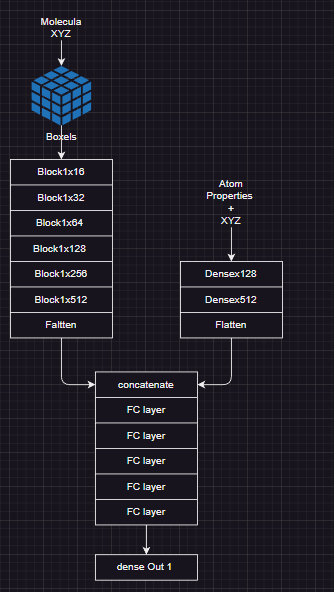 Molecula
XYZ
Boxels
Block1x16
Block1x32
Block1x64
Block1x128
Block1x256
Block1x512
Faltten
Atom
Properties
+
XYZ
Densex128
Densex512
Flatten
concatenate
FC layer
FC layer
FC layer
FC layer
FC layer
dense Out 1